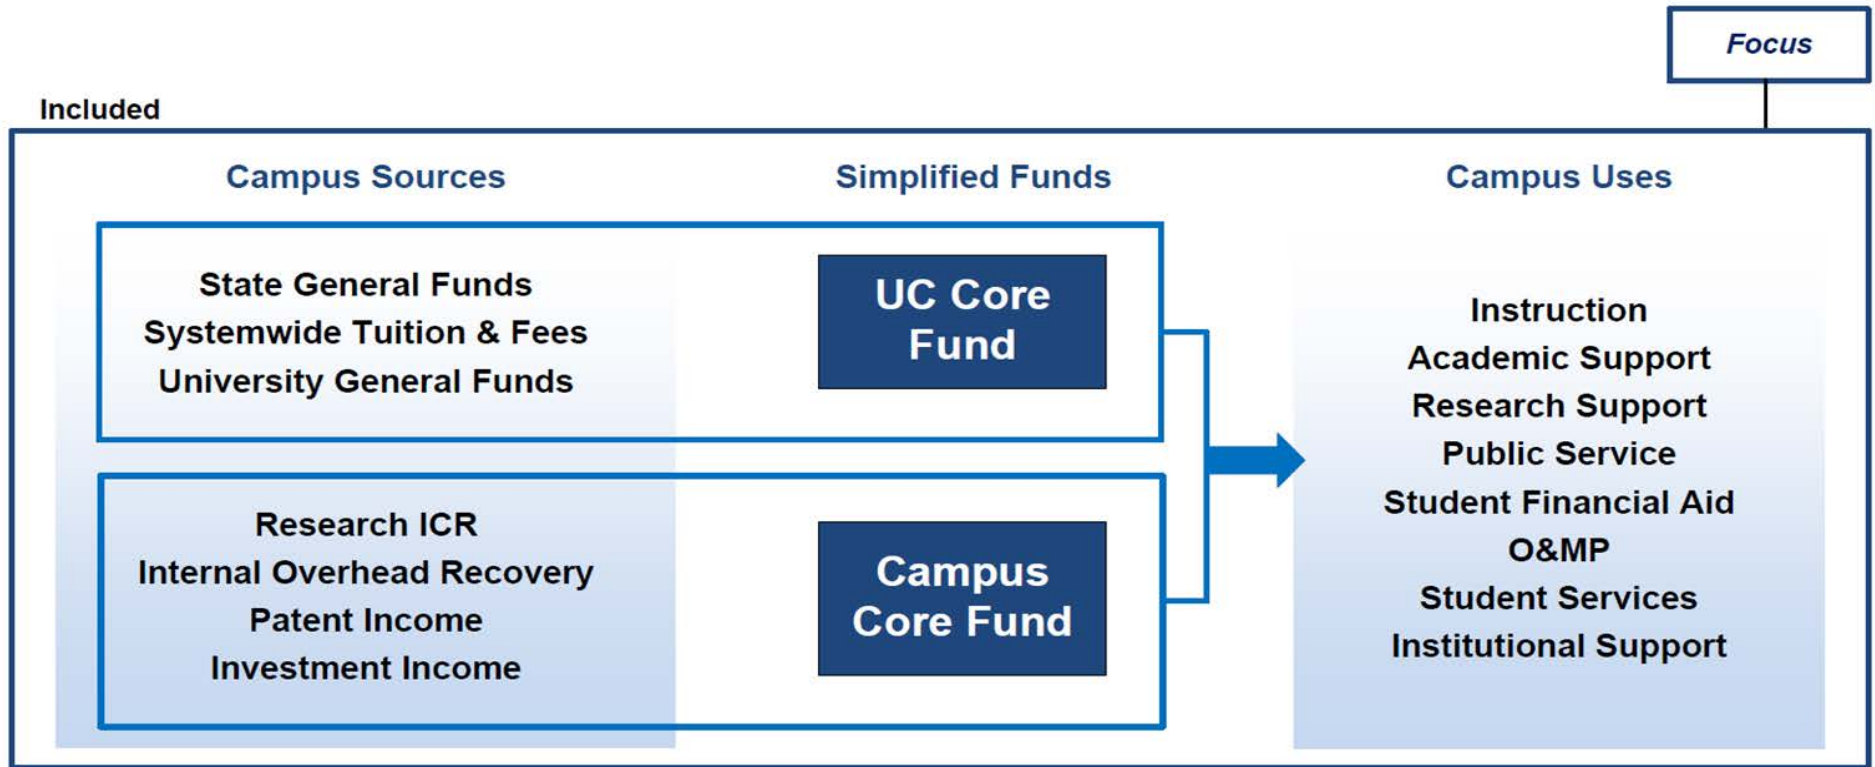 Focus
Included
Campus Sources
Simplified Funds
Campus Uses
State General Funds
Systemwide Tuition & Fees
University General Funds
UC Core
Fund
Research ICR
Internal Overhead Recovery
Patent Income
Investment Income
Campus
Core Fund
Instruction
Academic Support
Research Support
Public Service
Student Financial Aid
O&MP
Student Services
Institutional Support